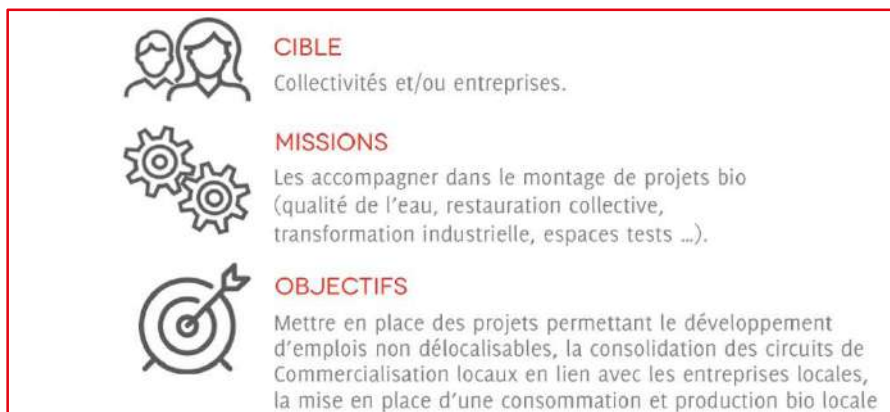 CIBLE
Collectivités et/ou entreprises.
MISSIONS
Les accompagner dans le montage de projets bio
(qualité de l'eau, restauration collective,
transformation industrielle, espaces tests ...).
OBJECTIFS
Mettre en place des projets permettant le développement
d'emplois non délocalisables, la consolidation des circuits de
Commercialisation locaux en lien avec les entreprises locales,
la mise en place d'une consommation et production bio locale